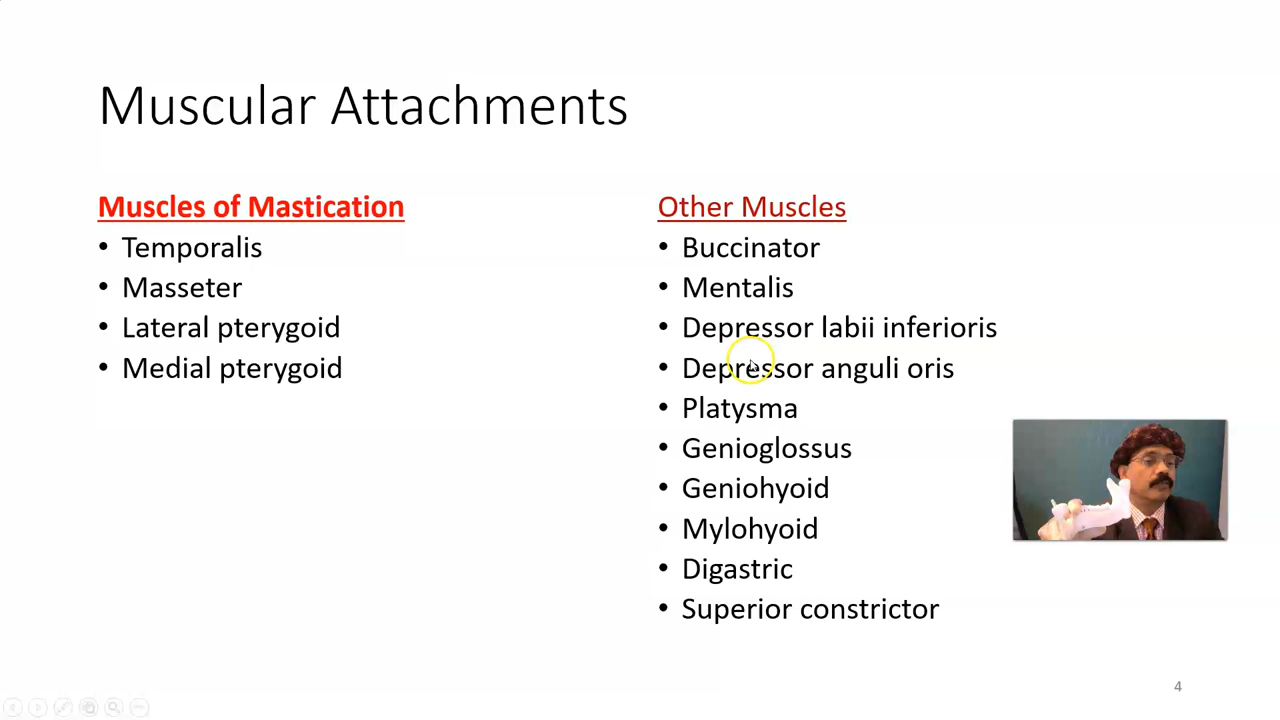 Muscular Attachments
Muscles of Mastication
• Temporalis
• Masseter
• Lateral pterygoid
• Medial pterygoid
Other Muscles
• Buccinator
• Mentalis
• Depressor labii inferioris
• Depressor anguli oris
• Platysma
• Genioglossus
• Geniohyoid
• Mylohyoid
• Digastric
• Superior constrictor
4